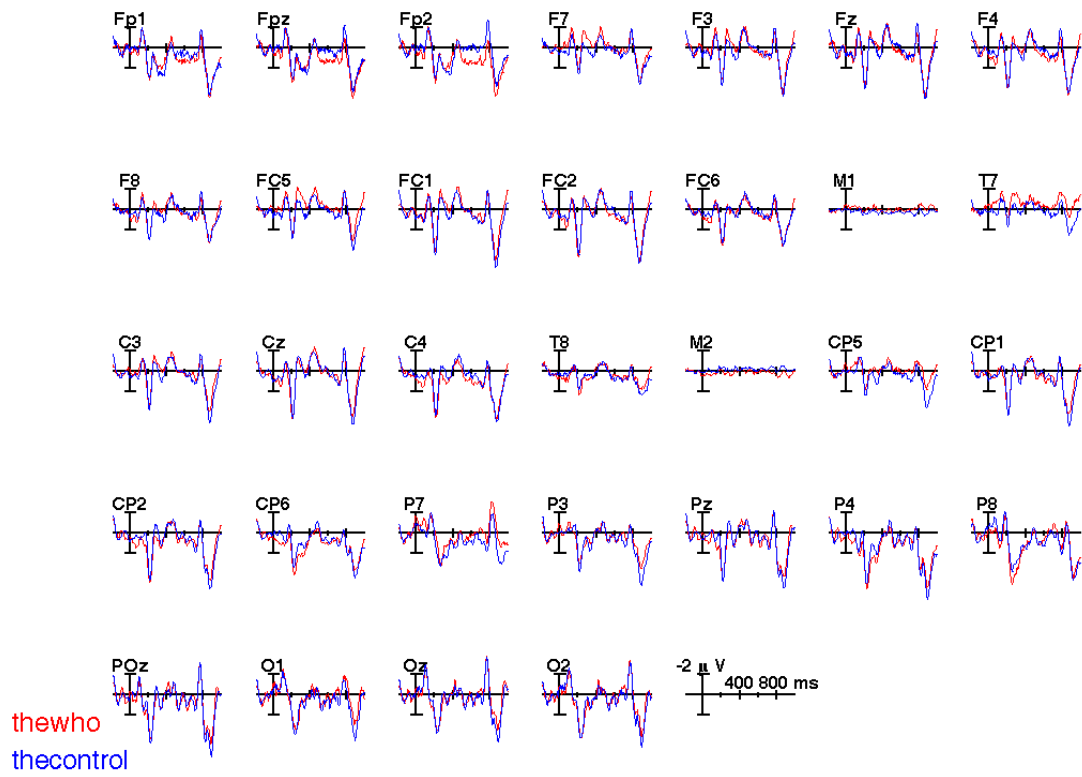 Fp1 Fpz Fp2 F7 F3 Fz F4
F8 FC5 FC1 FC2 FC6 M1 T7
C3 Cz C4 T8 M2 CP5 CP1
CP2 CP6 P7 P3 Pz P4 P8
POz O1 Oz O2 -2 μ V
400 800 ms
thewho
thecontrol